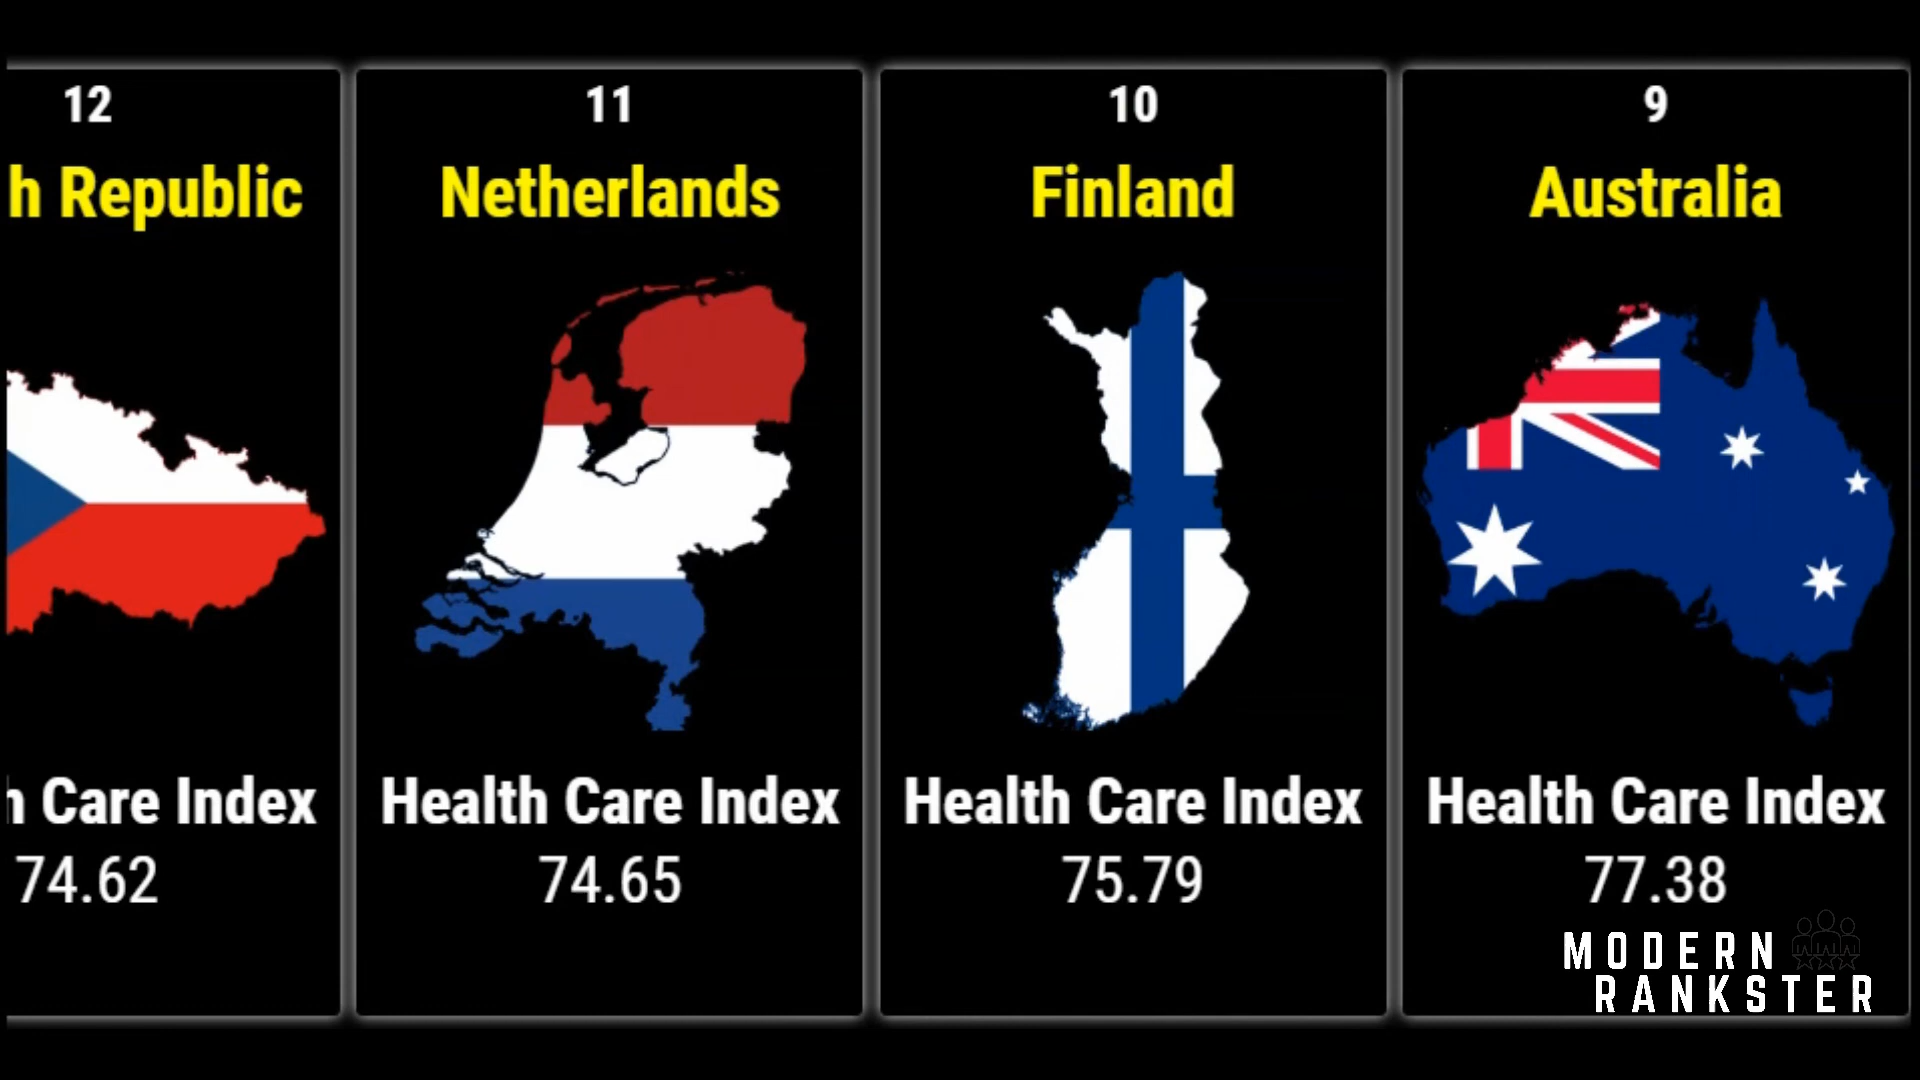 12
h Republic
h Care Index
74.62
11
Netherlands
Health Care Index
74.65
10
Finland
Health Care Index
75.79
9
Australia
Health Care Index
77.38
MODERN
RANKSTER